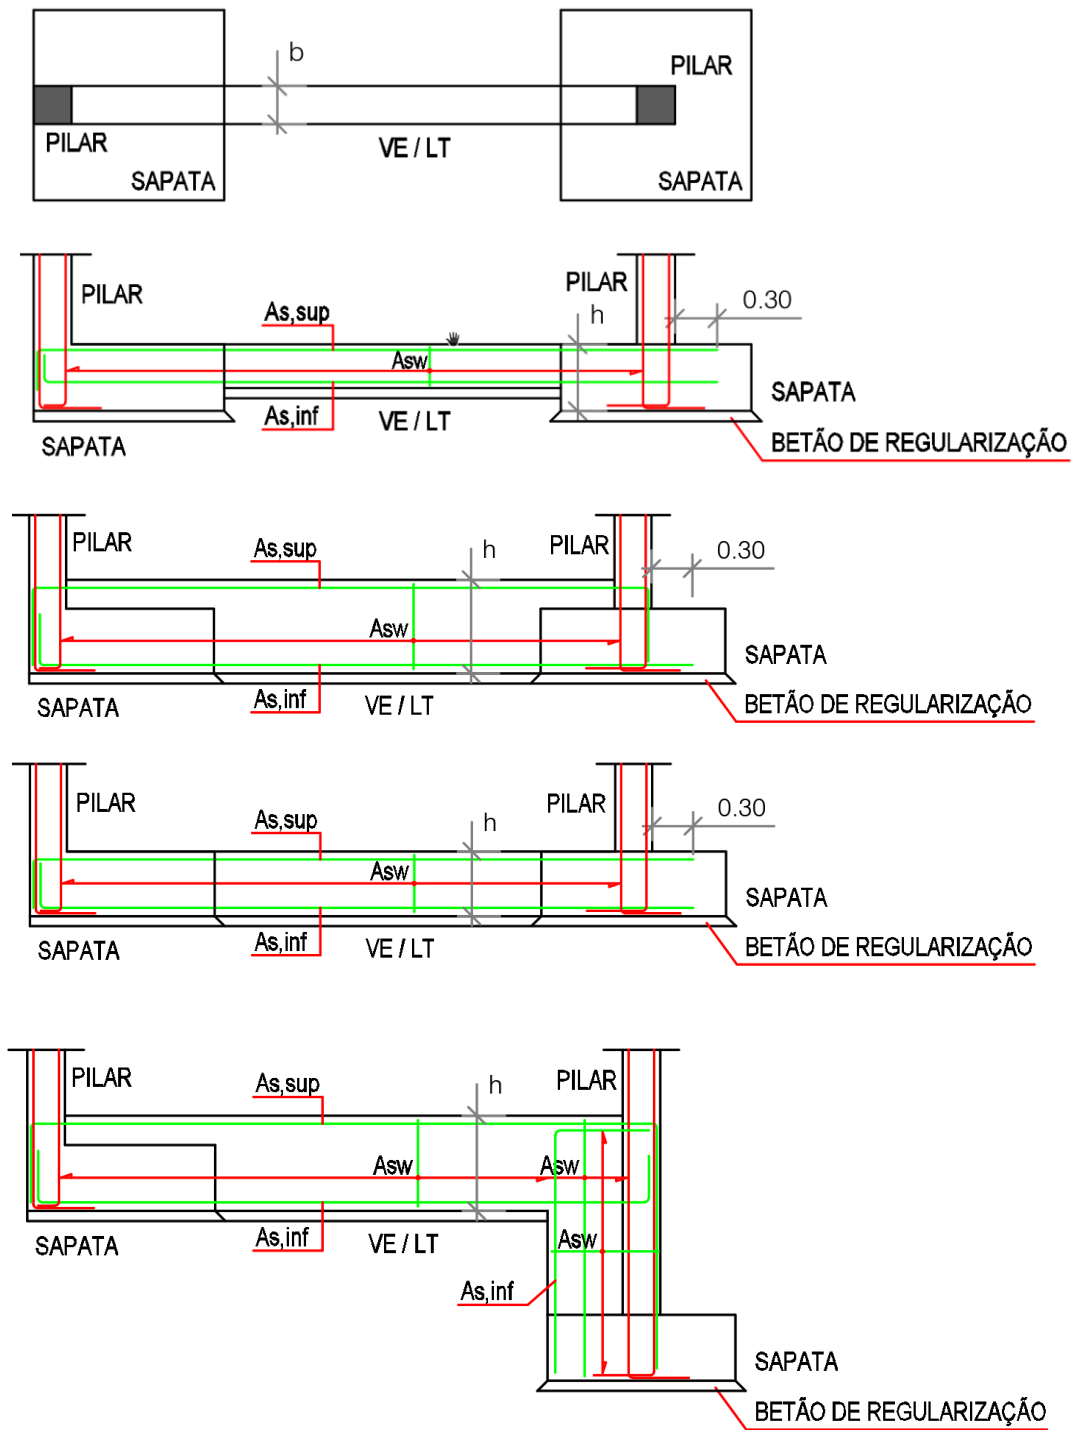 b
PILAR
PILAR
VE / LT
SAPATA
SAPATA
PILAR
PILAR
0.30
As,sup
h
Asw
SAPATA
As,inf
VE / LT
SAPATA
BETÃO DE REGULARIZAÇÃO
PILAR
As,sup
h
PILAR
0.30
Asw
SAPATA
As,inf
VE / LT
SAPATA
BETÃO DE REGULARIZAÇÃO
PILAR
As,sup
h
PILAR
0.30
Asw
SAPATA
As,inf
VE / LT
SAPATA
BETÃO DE REGULARIZAÇÃO
PILAR
As,sup
h
PILAR
Asw
Asw
SAPATA
As,inf
VE / LT
Asw
As,inf
SAPATA
BETÃO DE REGULARIZAÇÃO